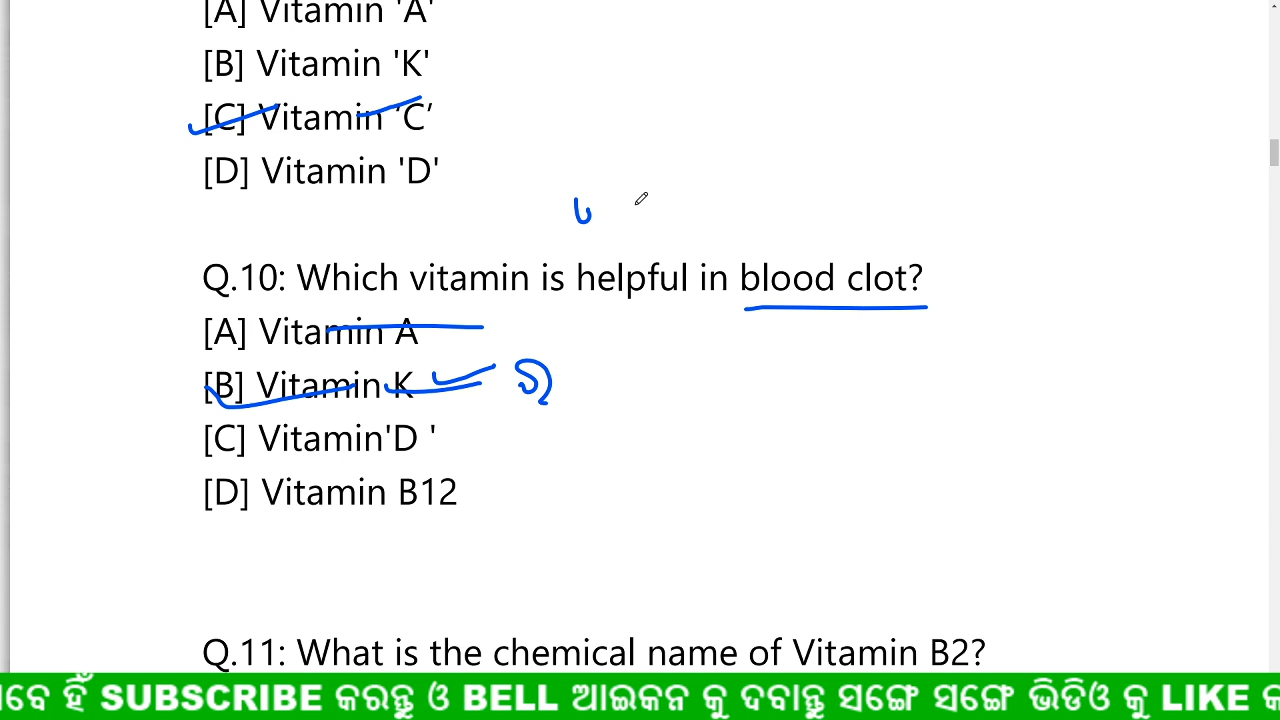 [A] Vitamin 'A'
[B] Vitamin 'K'
[C] Vitamin ‘C’
[D] Vitamin 'D'
Q.10: Which vitamin is helpful in blood clot?
[A] Vitamin A
[B] Vitamin K
[C] Vitamin'D '
[D] Vitamin B12
Q.11: What is the chemical name of Vitamin B2?
ହିଁ SUBSCRIBE କରନ୍ତୁ ଓ BELL ଆଇକନ କୁ ଦବାନ୍ତୁ ସଙ୍ଗେ ସଙ୍ଗେ ଭିଡିଓ କୁ LIKE